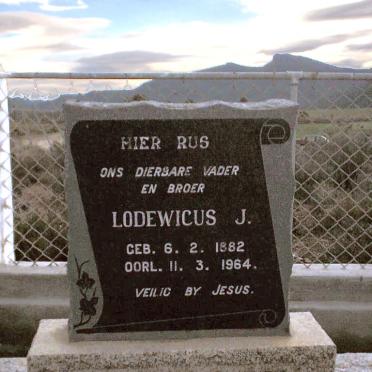 HIER RUS
ONS DIERBARE VADER
EN BROER
LODEWICUS J.
GEB. 6. 2. 1882
OORL. 11. 3. 1964.
VEILIG BY JESUS.